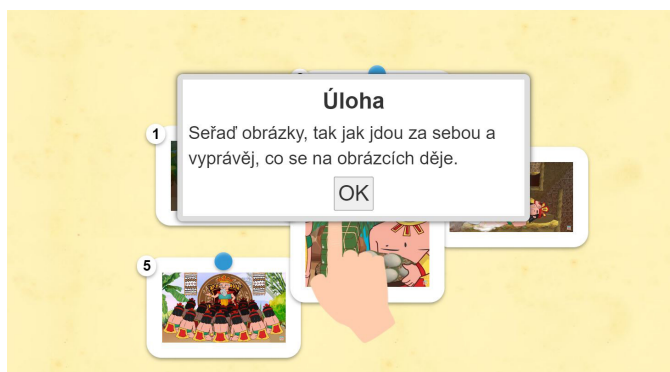 Úloha
1
Seřaď obrázky, tak jak jdou za sebou a
vyprávěj, co se na obrázcích děje.
OK
5